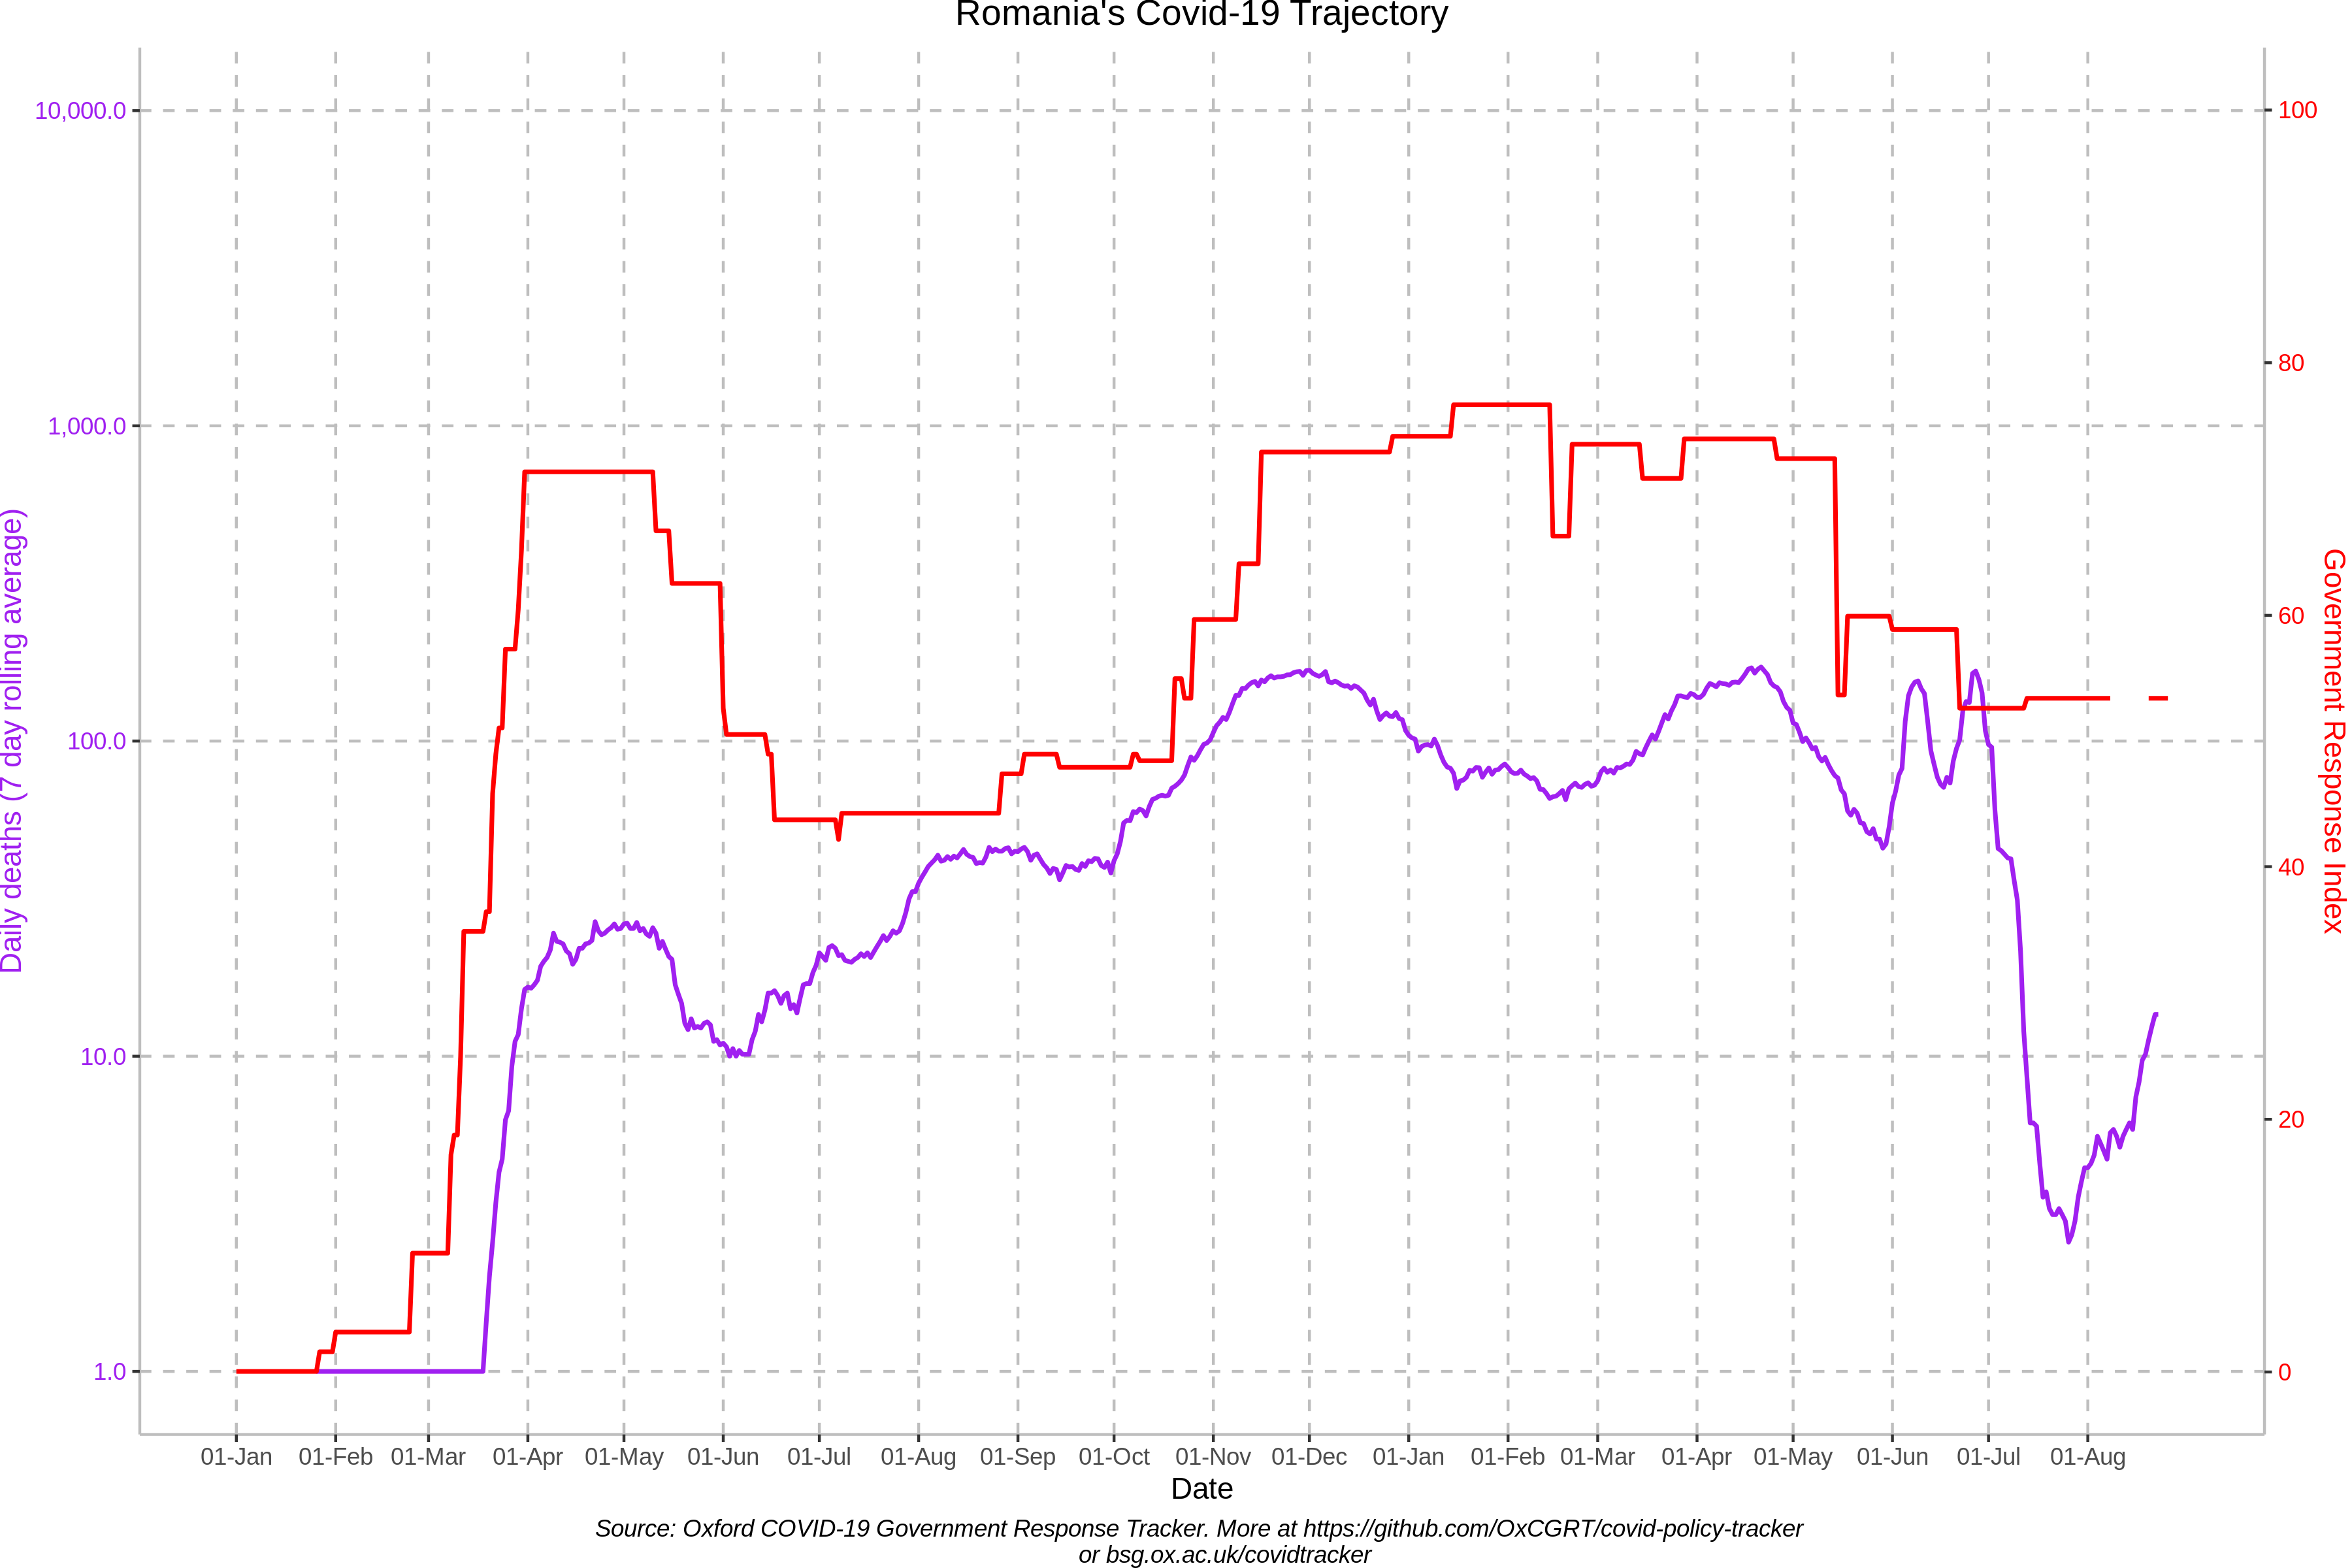 Romania's Covid-19 Trajectory
10,000.0
1,000.0
100.0
10.0
1.0
Daily deaths (7 day rolling average)
100
80
60
40
20
0
Government Response Index
01-Jan 01-Feb 01-Mar 01-Apr 01-May 01-Jun 01-Jul 01-Aug 01-Sep 01-Oct 01-Nov 01-Dec 01-Jan 01-Feb 01-Mar 01-Apr 01-May 01-Jun 01-Jul 01-Aug
Date
Source: Oxford COVID-19 Government Response Tracker. More at https://github.com/OxCGRT/covid-policy-tracker
or bsg.ox.ac.uk/covidtracker